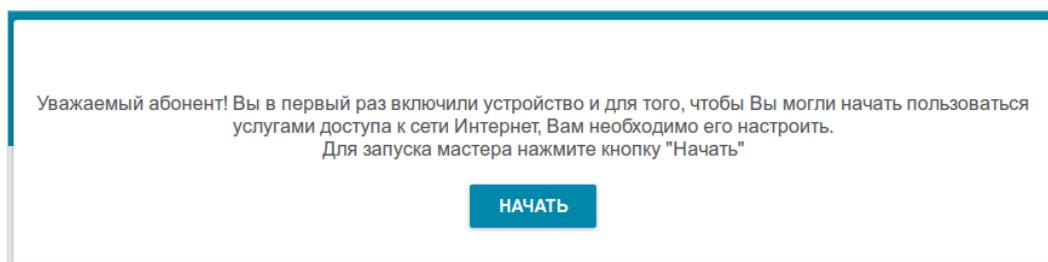 Уважаемый абонент! Вы в первый раз включили устройство и для того, чтобы Вы могли начать пользоваться
услугами доступа к сети Интернет, Вам необходимо его настроить.
Для запуска мастера нажмите кнопку "Начать"
НАЧАТЬ